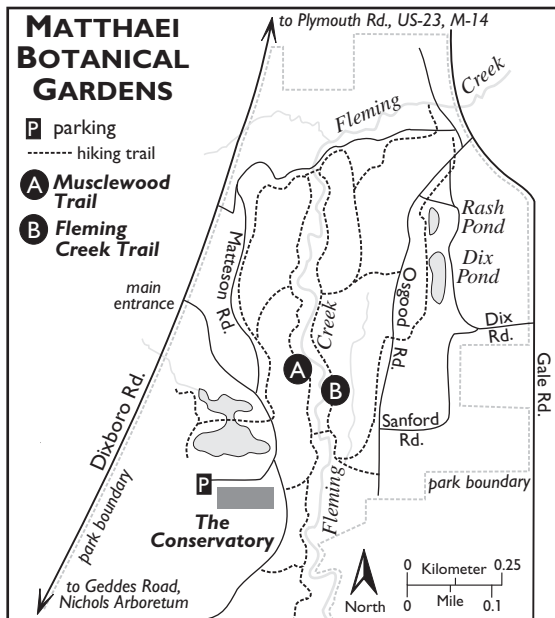 MATTHAEI
BOTANICAL
GARDENS
P parking
hiking trail
A Musclewood
Trail
B Fleming
Creek Trail
to Plymouth Rd., US-23, M-14
Fleming
Creek
Rash
Pond
Dix
Pond
Matteson Rd.
Osgood
Rd.
main
entrance
Dix
Rd.
Creek
A
B
Gale Rd.
Dixboro Rd.
Sanford
Rd.
park boundary
P
Fleming
The
Conservatory
park boundary
to Geddes Road,
Nichols Arboretum
North
0 Kilometer 0.25
0 Mile 0.1